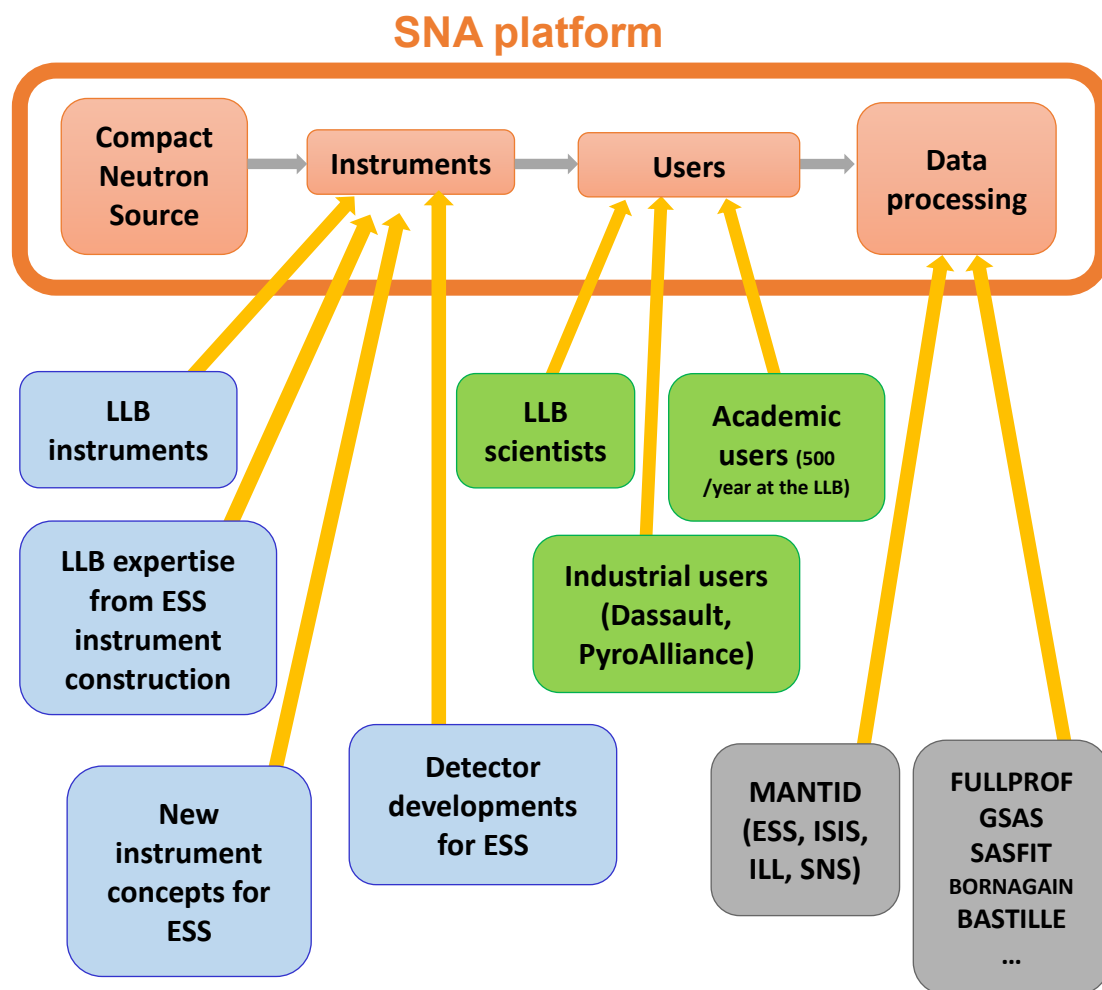 SNA platform
Compact
Neutron
Source
Instruments
Users
Data
processing
LLB
instruments
LLB
scientists
Academic
users (500
/year at the LLB)
LLB expertise
from ESS
instrument
construction
Industrial users
(Dassault,
PyroAlliance)
New
instrument
concepts for
ESS
Detector
developments
for ESS
MANTID
(ESS, ISIS,
ILL, SNS)
FULLPROF
GSAS
SASFIT
BORNAGAIN
BASTILLE
...